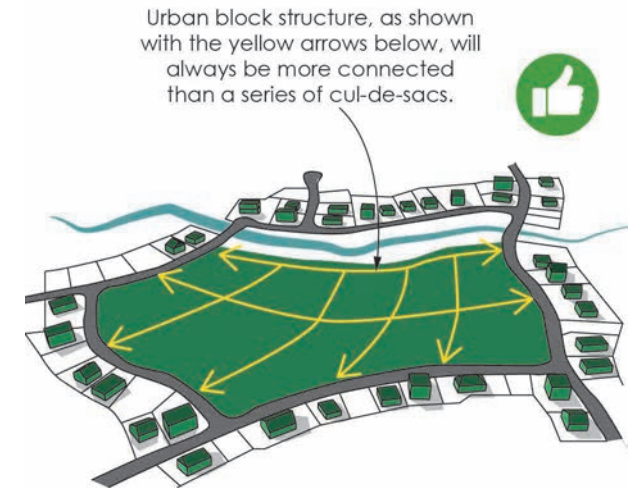 Urban block structure, as shown
with the yellow arrows below, will
always be more connected
than a series of cul-de-sacs.